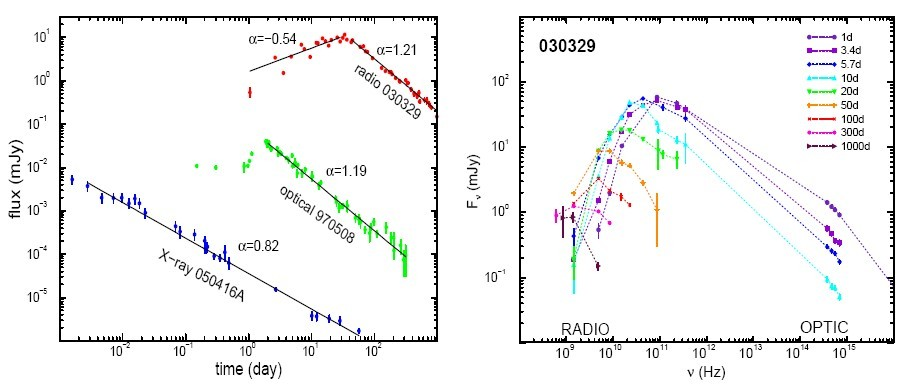 α=−0.54
α=1.21
radio 030329
α=1.19
optical 970508
α=0.82
X−ray 050416A
flux (mJy)
10¹
10⁰
10⁻¹
10⁻²
10⁻³
10⁻⁴
10⁻⁵
10⁻² 10⁻¹ 10⁰ 10¹ 10²
time (day)
030329
1d
3.4d
5.7d
10d
20d
50d
100d
300d
1000d
Fν (mJy)
10²
10¹
10⁰
10⁻¹
RADIO
OPTIC
10⁹ 10¹⁰ 10¹¹ 10¹² 10¹³ 10¹⁴ 10¹⁵
ν (Hz)